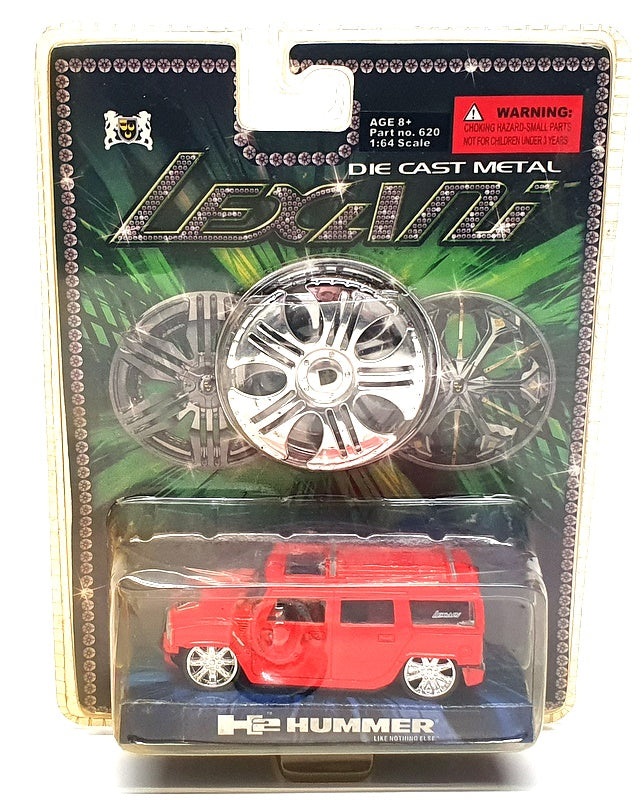 AGE 8+
Part no. 620
1:64 Scale
WARNING:
CHOKING HAZARD-SMALL PARTS
NOT FOR CHILDREN UNDER 3 YEARS
DIE CAST METAL
LEXANI
LEXANI
H2 HUMMER
LIKE NOTHING ELSE